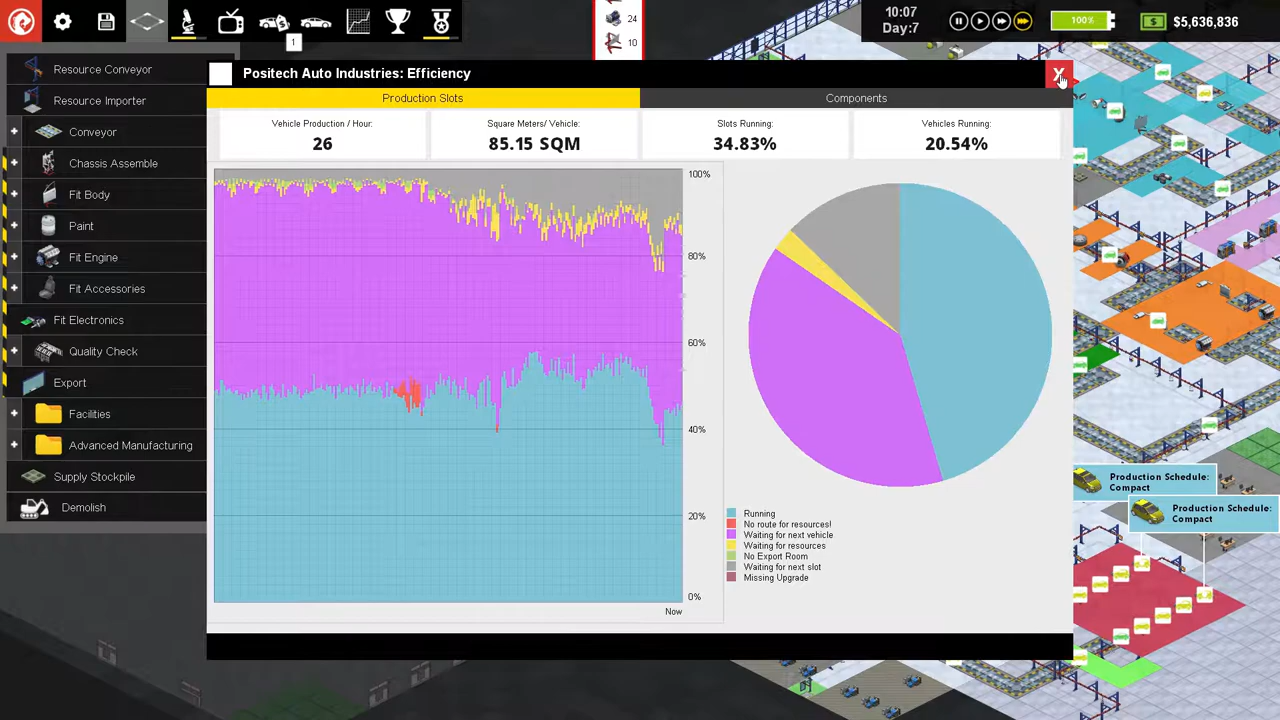 24
10
10:07
Day:7
100%
$5,636,836
1
Resource Conveyor
Resource Importer
Conveyor
Chassis Assemble
Fit Body
Paint
Fit Engine
Fit Accessories
Fit Electronics
Quality Check
Export
Facilities
Advanced Manufacturing
Supply Stockpile
Demolish
Positech Auto Industries: Efficiency
X
Production Slots
Components
Vehicle Production / Hour:
26
Square Meters/ Vehicle:
85.15 SQM
Slots Running:
34.83%
Vehicles Running:
20.54%
100%
80%
60%
40%
20%
0%
Now
Running
No route for resources!
Waiting for next vehicle
Waiting for resources
No Export Room
Waiting for next slot
Missing Upgrade
Production Schedule:
Compact
Production Schedule:
Compact